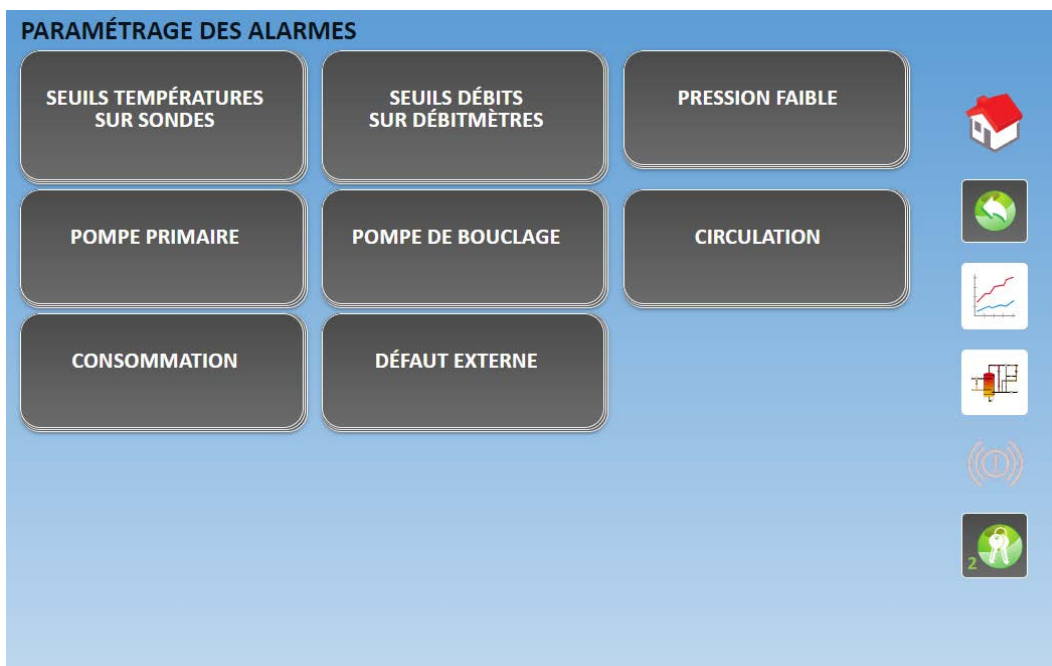 PARAMÉTRAGE DES ALARMES
SEUILS TEMPÉRATURES
SUR SONDES
SEUILS DÉBITS
SUR DÉBITMÈTRES
PRESSION FAIBLE
POMPE PRIMAIRE
POMPE DE BOUCLAGE
CIRCULATION
CONSOMMATION
DÉFAUT EXTERNE
2